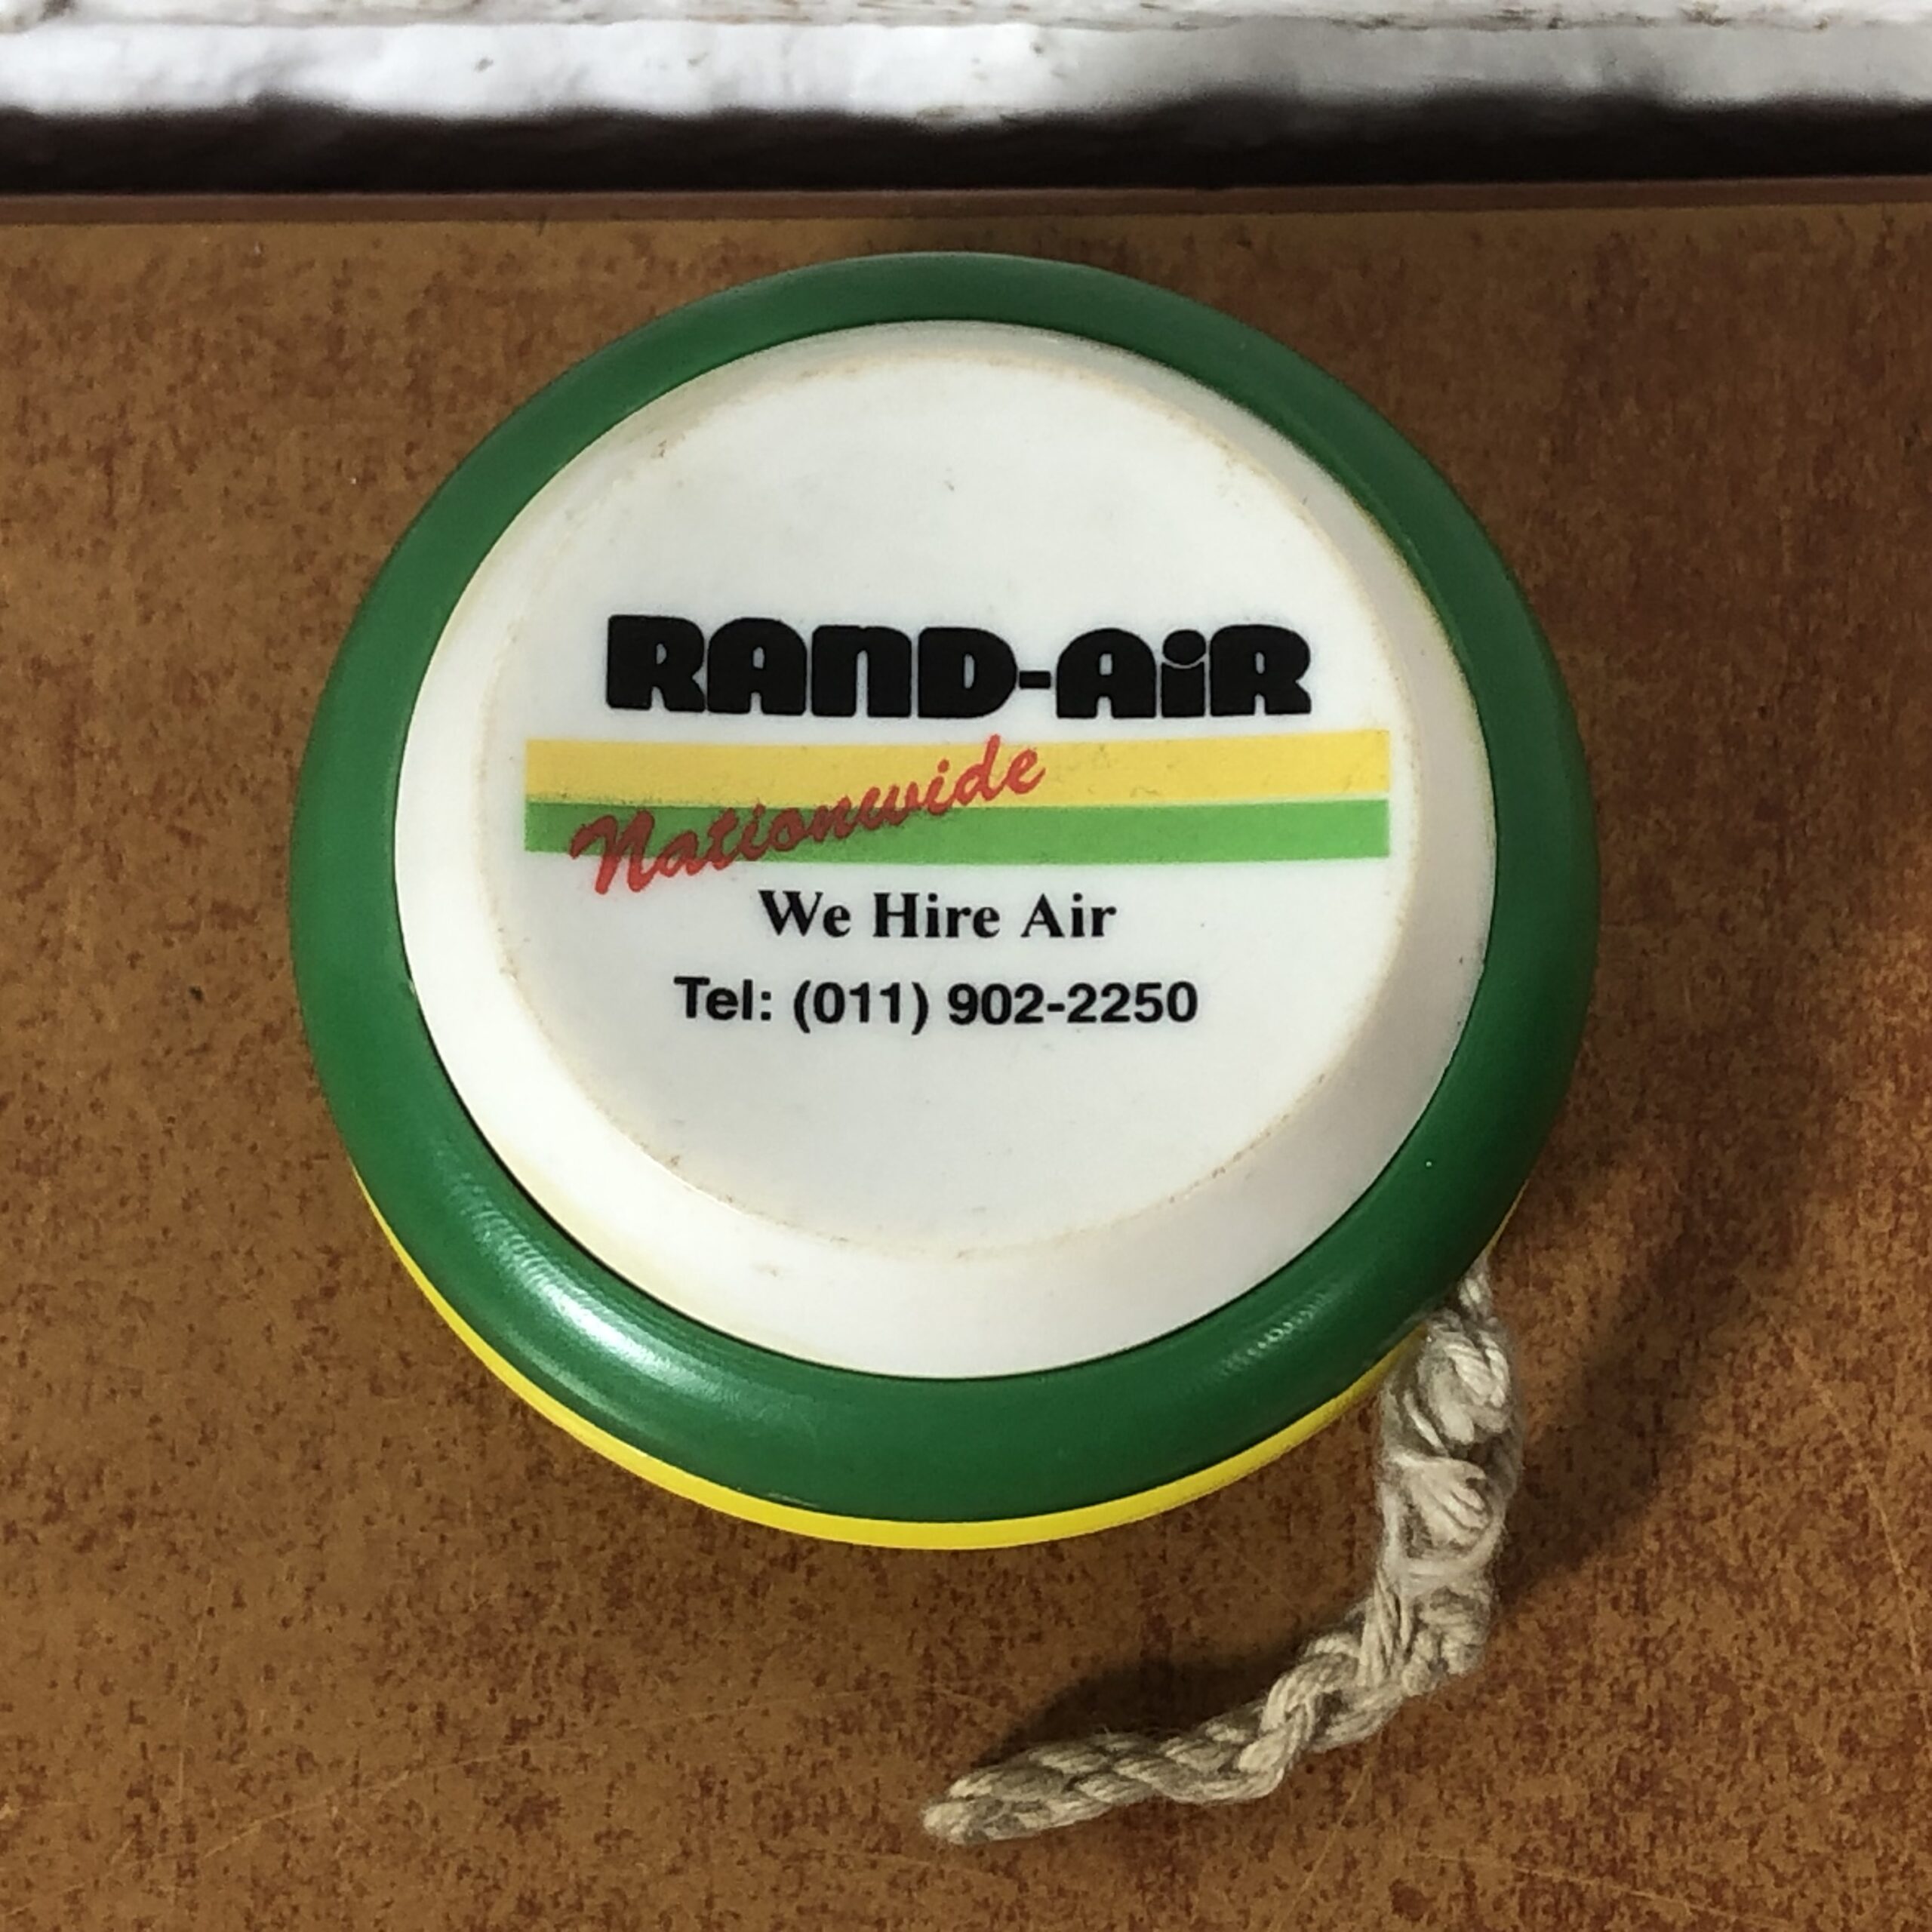 RAND-AiR
Nationwide
We Hire Air
Tel: (011) 902-2250